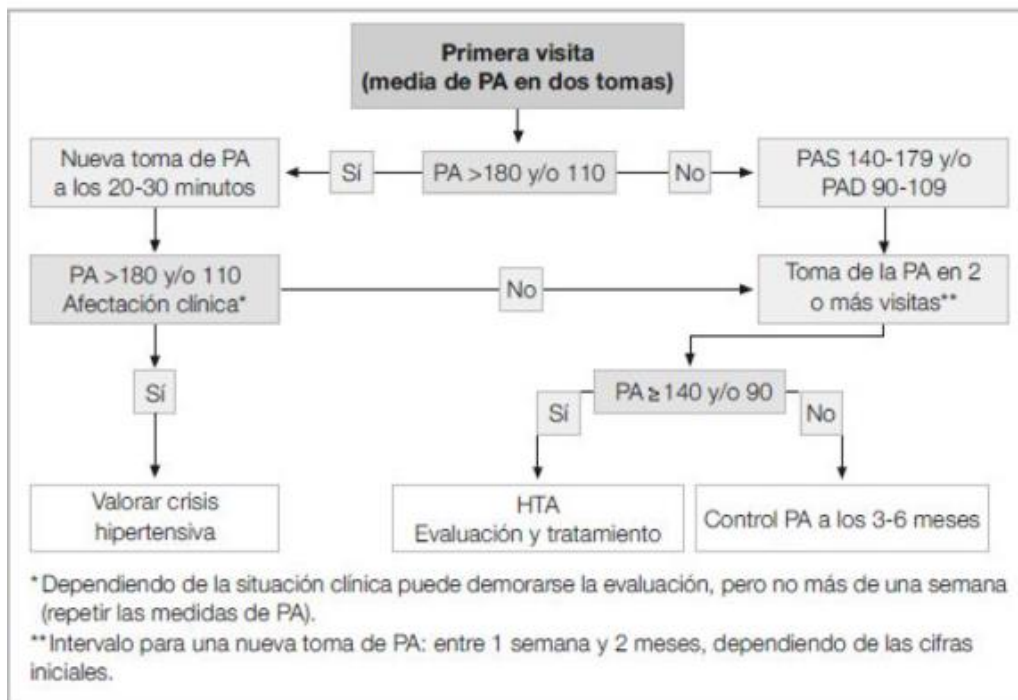 Primera visita
(media de PA en dos tomas)
Nueva toma de PA
a los 20-30 minutos
Sí
PA >180 y/o 110
No
PAS 140-179 y/o
PAD 90-109
PA >180 y/o 110
Afectación clínica*
No
Toma de la PA en 2
o más visitas**
Sí
PA ≥ 140 y/o 90
Sí
No
Valorar crisis
hipertensiva
HTA
Evaluación y tratamiento
Control PA a los 3-6 meses
*Dependiendo de la situación clínica puede demorarse la evaluación, pero no más de una semana
(repetir las medidas de PA).
**Intervalo para una nueva toma de PA: entre 1 semana y 2 meses, dependiendo de las cifras
iniciales.